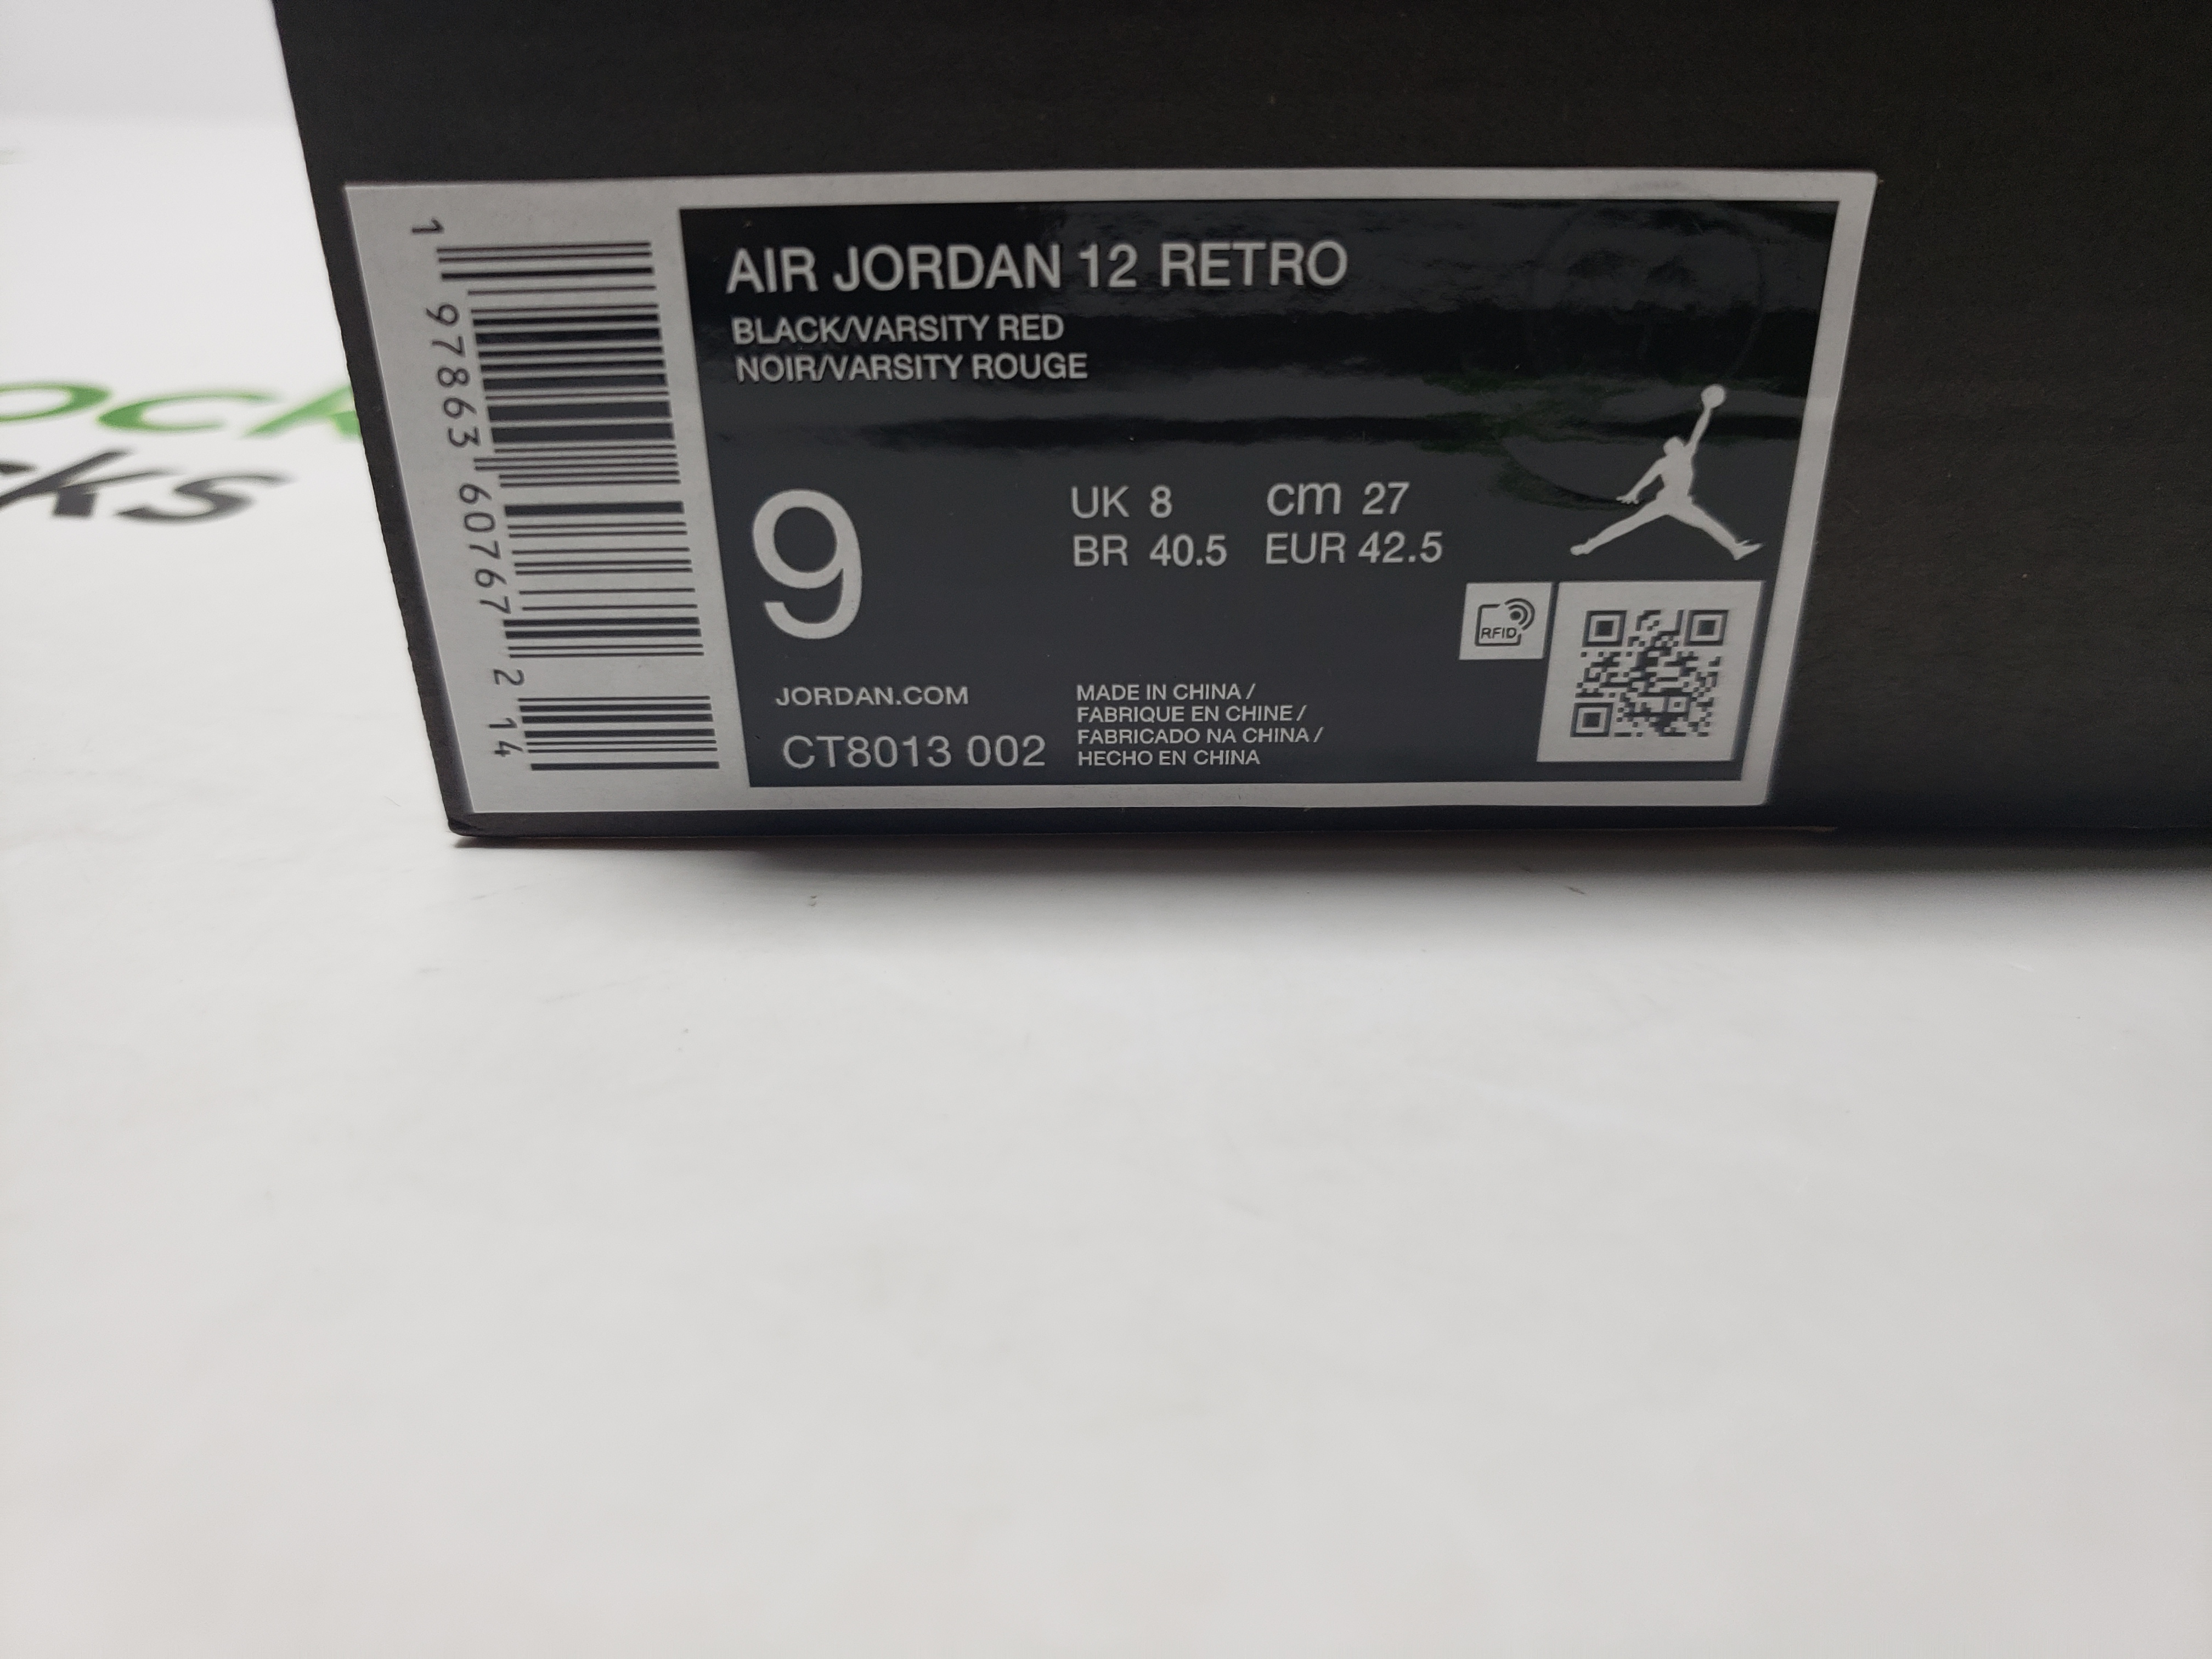 AIR JORDAN 12 RETRO
BLACK/VARSITY RED
NOIR/VARSITY ROUGE
9
UK 8 cm 27
BR 40.5 EUR 42.5
RFID
JORDAN.COM
CT8013 002
MADE IN CHINA /
FABRIQUE EN CHINE /
FABRICADO NA CHINA /
HECHO EN CHINA
1 97863 60767 2 14